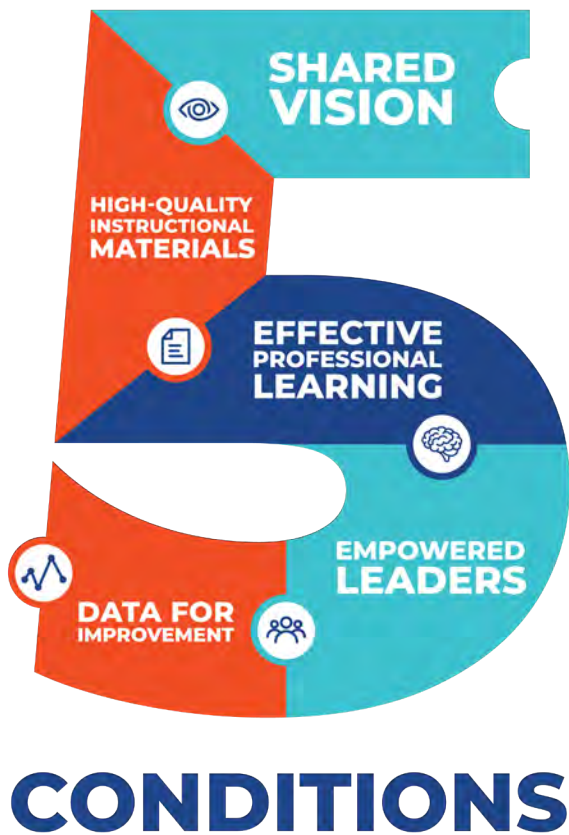 SHARED
VISION
HIGH-QUALITY
INSTRUCTIONAL
MATERIALS
EFFECTIVE
PROFESSIONAL
LEARNING
EMPOWERED
LEADERS
DATA FOR
IMPROVEMENT
CONDITIONS